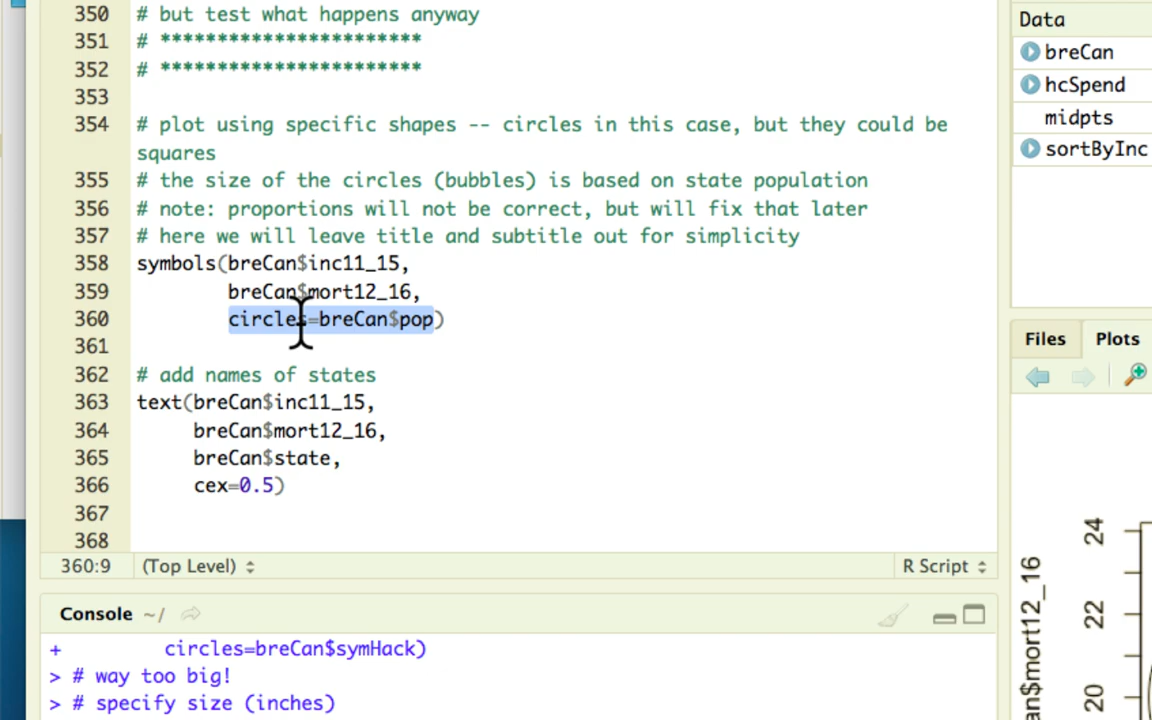 350 # but test what happens anyway
351 # ***********************
352 # ***********************
353
354 # plot using specific shapes -- circles in this case, but they could be
squares
355 # the size of the circles (bubbles) is based on state population
356 # note: proportions will not be correct, but will fix that later
357 # here we will leave title and subtitle out for simplicity
358 symbols(breCan$inc11_15,
359 breCan$mort12_16,
360 circles=breCan$pop)
361
362 # add names of states
363 text(breCan$inc11_15,
364 breCan$mort12_16,
365 breCan$state,
366 cex=0.5)
367
368
360:9 (Top Level) R Script
Console ~/
+ circles=breCan$symHack)
> # way too big!
> # specify size (inches)
Data
breCan
hcSpend
midpts
sortByInc
Files Plots
24
22
20
an$mort12_16